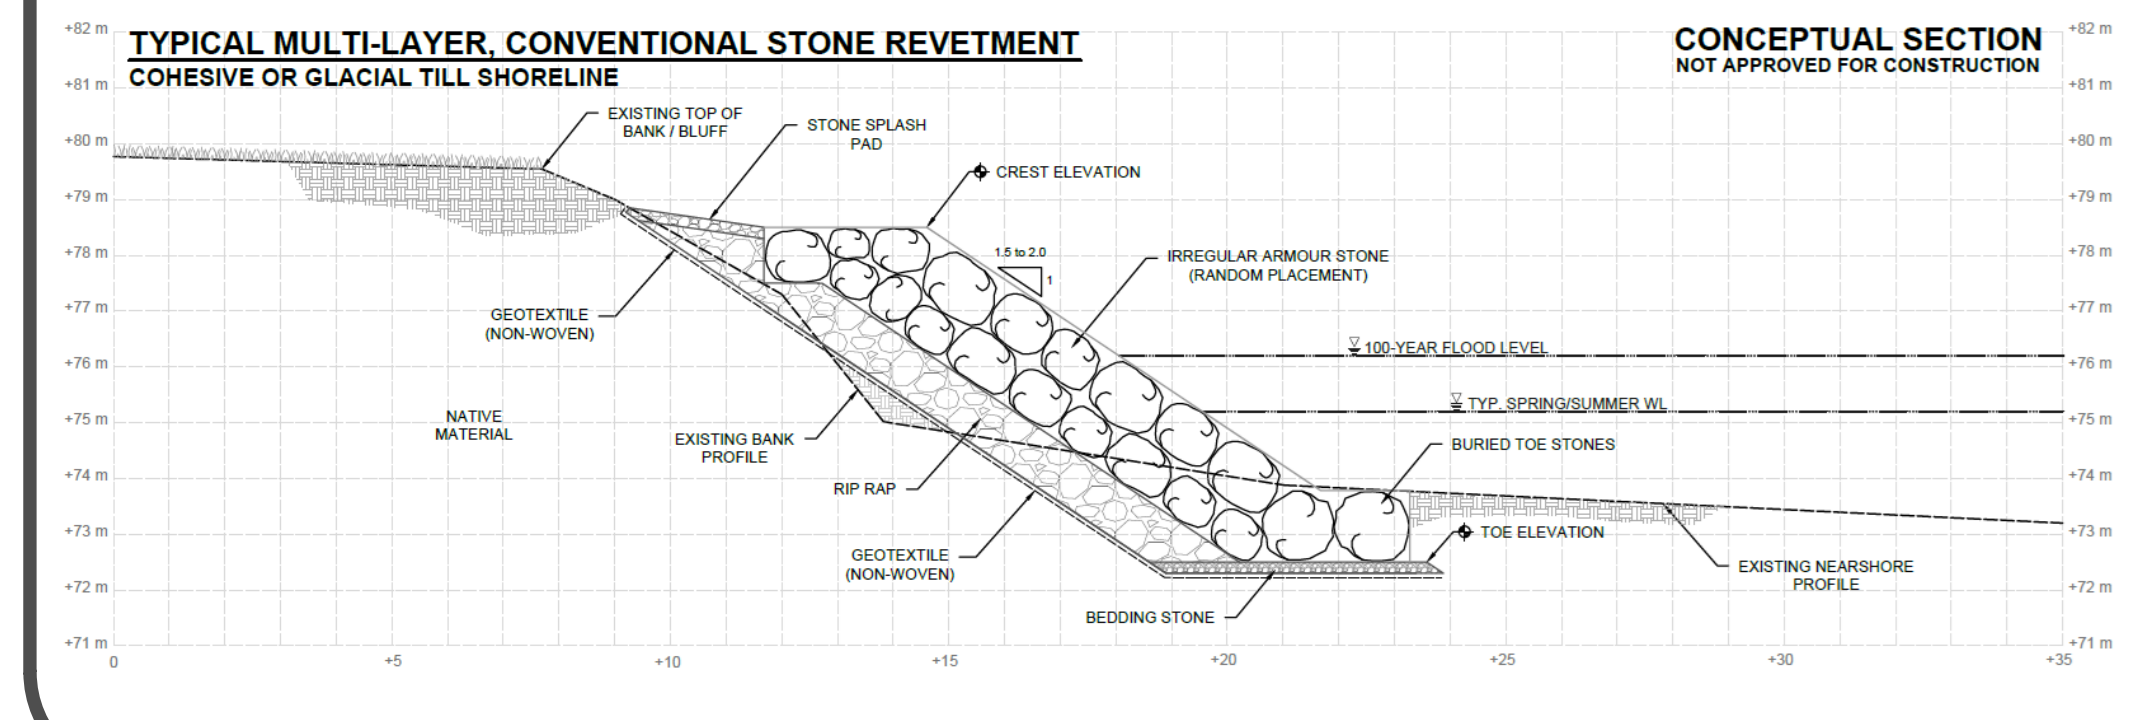 +82 m
TYPICAL MULTI-LAYER, CONVENTIONAL STONE REVETMENT
CONCEPTUAL SECTION
+82 m
COHESIVE OR GLACIAL TILL SHORELINE
NOT APPROVED FOR CONSTRUCTION
+81 m
+81 m
EXISTING TOP OF
BANK / BLUFF
STONE SPLASH
PAD
+80 m
+80 m
CREST ELEVATION
+79 m
+79 m
+78 m
1.5 to 2.0
1
IRREGULAR ARMOUR STONE
(RANDOM PLACEMENT)
+78 m
+77 m
GEOTEXTILE
(NON-WOVEN)
+77 m
100-YEAR FLOOD LEVEL
+76 m
+76 m
TYP. SPRING/SUMMER WL
+75 m
NATIVE
MATERIAL
+75 m
EXISTING BANK
PROFILE
BURIED TOE STONES
+74 m
+74 m
RIP RAP
+73 m
TOE ELEVATION
+73 m
GEOTEXTILE
(NON-WOVEN)
EXISTING NEARSHORE
PROFILE
+72 m
+72 m
BEDDING STONE
+71 m
+71 m
0
+5
+10
+15
+20
+25
+30
+35